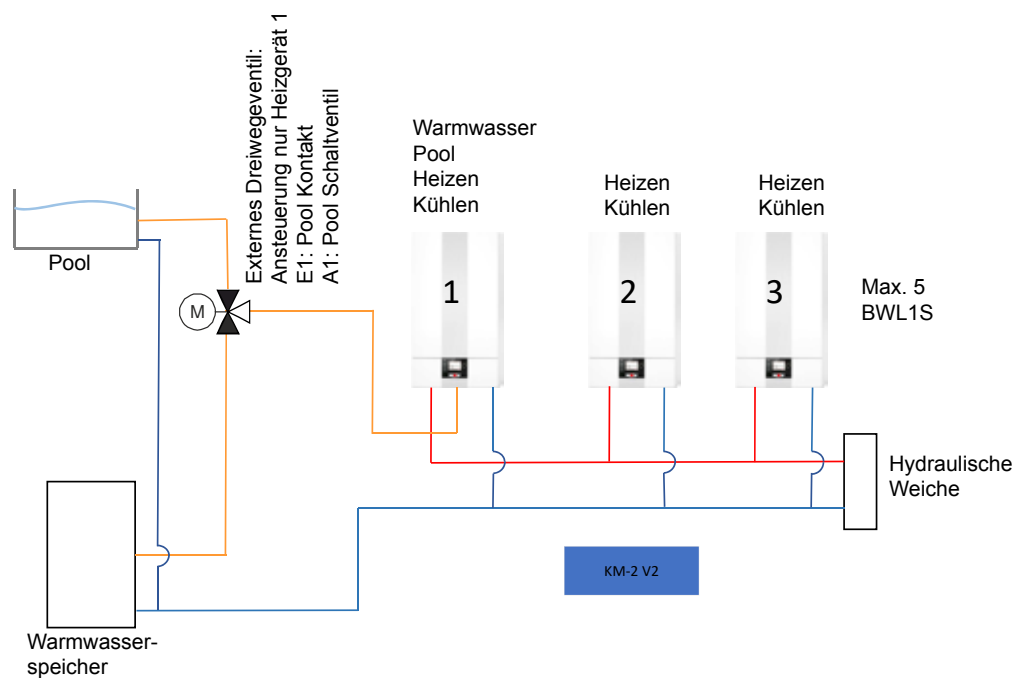 Externes Dreiwegeventil:
Ansteuerung nur Heizgerät 1
E1: Pool Kontakt
A1: Pool Schaltventil
Warmwasser
Pool
Heizen
Kühlen
Heizen
Kühlen
Heizen
Kühlen
Pool
M
1
2
3
Max. 5
BWL1S
Hydraulische
Weiche
KM-2 V2
Warmwasser-
speicher